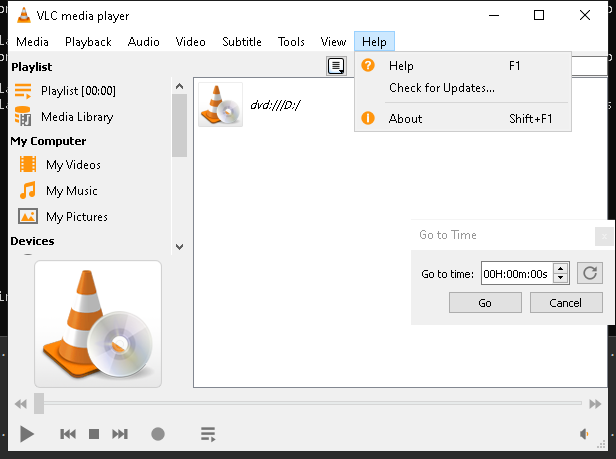 VLC media player
Media Playback Audio Video Subtitle Tools View Help
Playlist
Playlist [00:00]
Media Library
My Computer
My Videos
My Music
My Pictures
Devices
dvd:///D:/
Help F1
Check for Updates...
About Shift+F1
Go to Time
Go to time: 00H:00m:00s
Go Cancel